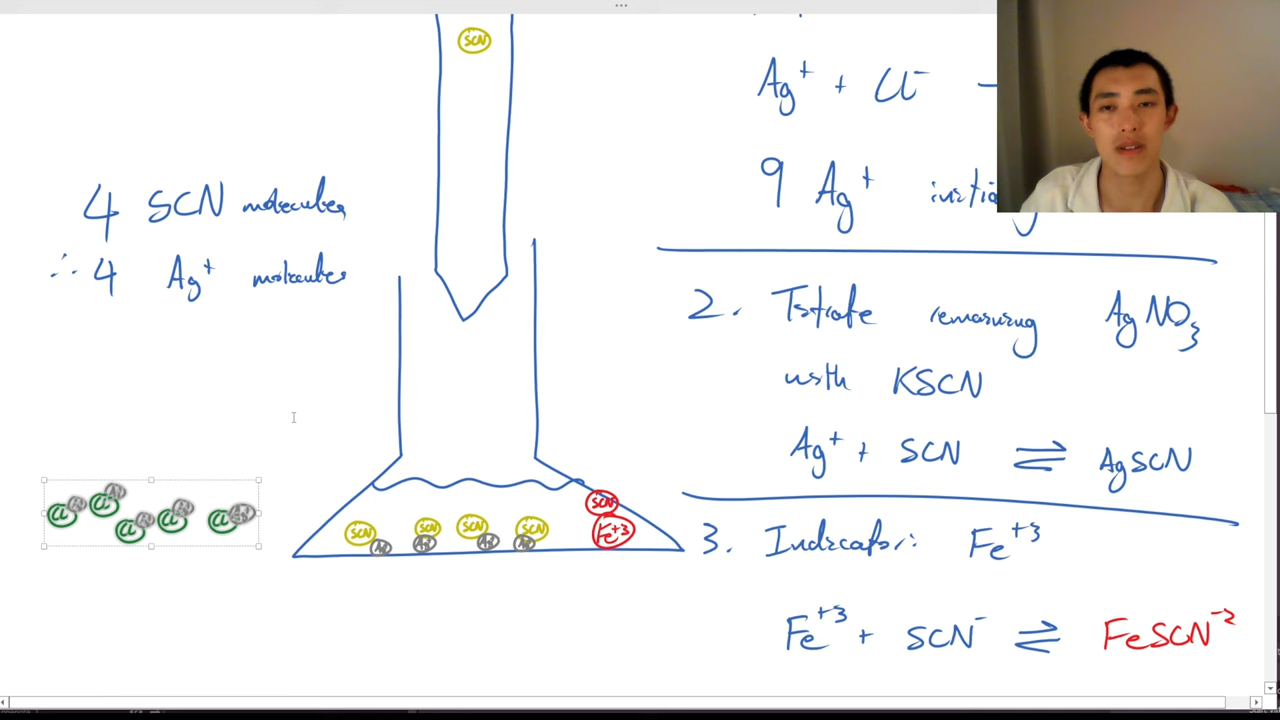 SCN
Ag+ + Cl- →
9 Ag+
4 SCN molecules
∴ 4 Ag+ molecules
2. Titrate remaining AgNO3
with KSCN
Ag+ + SCN ⇌ AgSCN
3. Indicator: Fe+3
Fe+3 + SCN- ⇌ FeSCN-2
Cl Ag Cl Ag Cl Ag Cl Ag Cl Ag
SCN SCN SCN SCN SCN
Ag Ag Ag Ag Fe+3